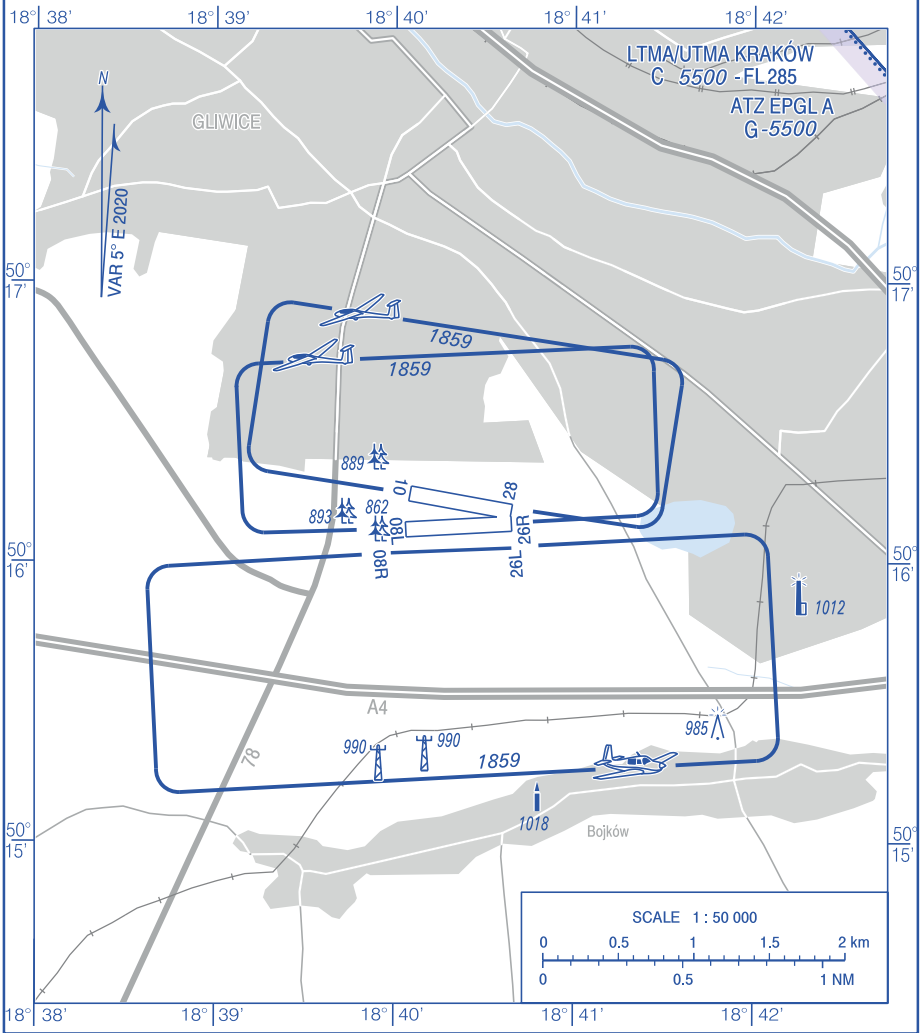 18° 38' 18° 39' 18° 40' 18° 41' 18° 42'
LTMA/UTMA KRAKÓW
C 5500 - FL 285
ATZ EPGL A
G-5500
N
GLIWICE
VAR 5° E 2020
50°
17'
50°
17'
1859
1859
889
10
28
893
862
08L
26R
08R
26L
50°
16'
50°
16'
1012
A4
985
990
990
78
1859
1018
Bojków
50°
15'
50°
15'
SCALE 1 : 50 000
0 0.5 1 1.5 2 km
0 0.5 1 NM
18° 38' 18° 39' 18° 40' 18° 41' 18° 42'